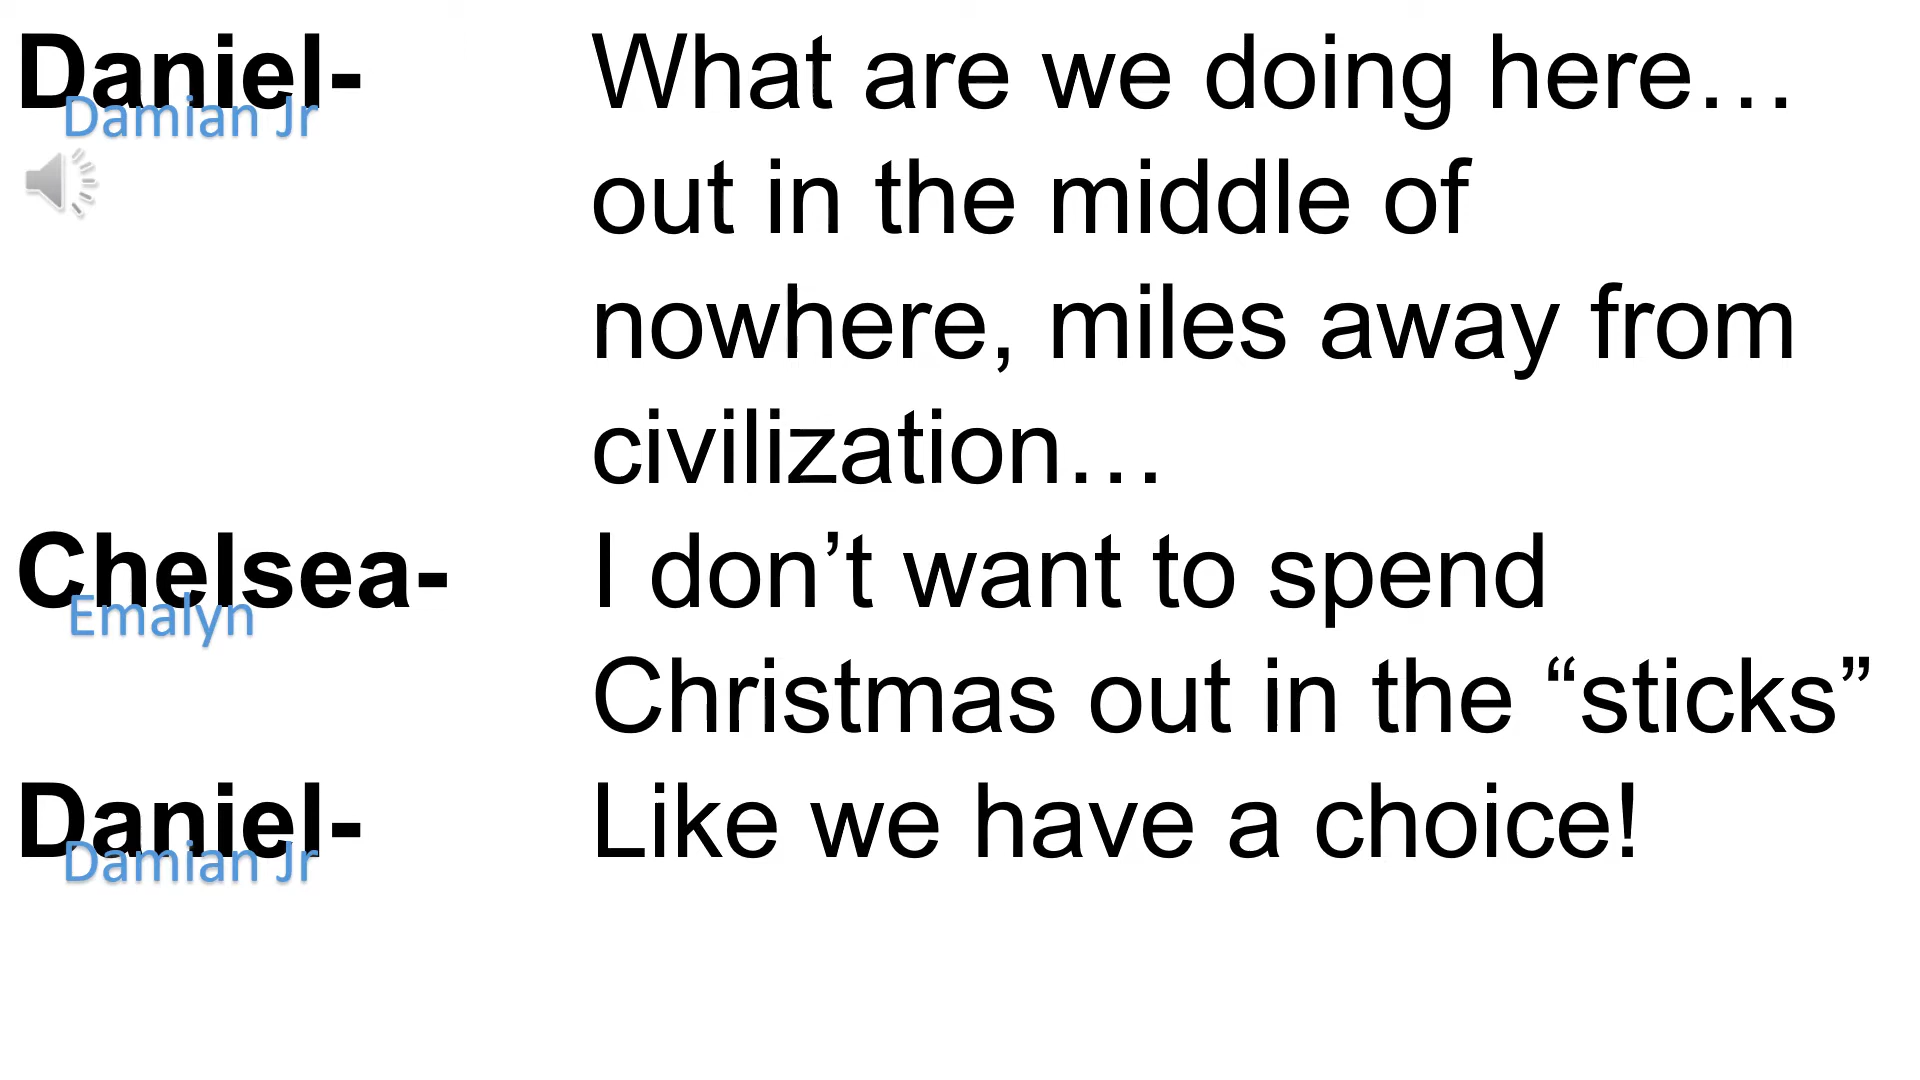 Daniel- What are we doing here…
Damian Jr
out in the middle of
nowhere, miles away from
civilization…
Chelsea- I don’t want to spend
Emalyn
Christmas out in the “sticks”
Daniel- Like we have a choice!
Damian Jr